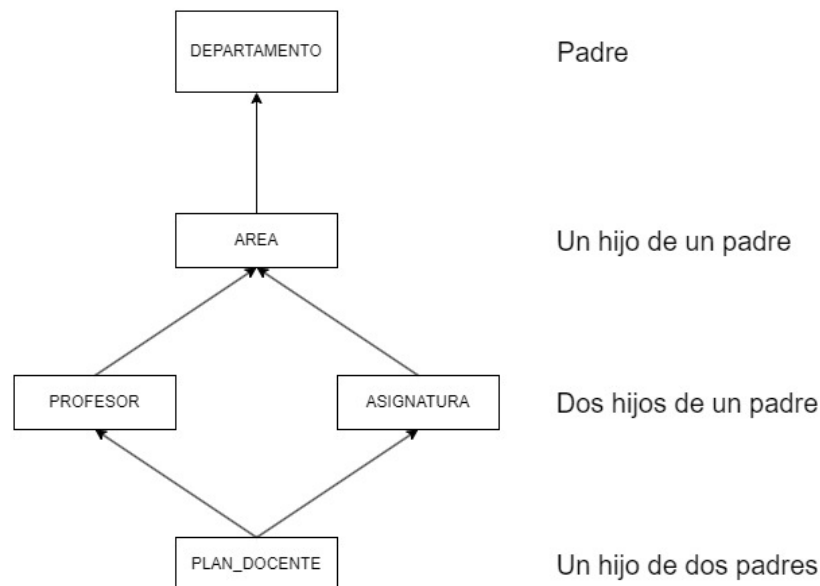 DEPARTAMENTO
Padre
AREA
Un hijo de un padre
PROFESOR
ASIGNATURA
Dos hijos de un padre
PLAN_DOCENTE
Un hijo de dos padres